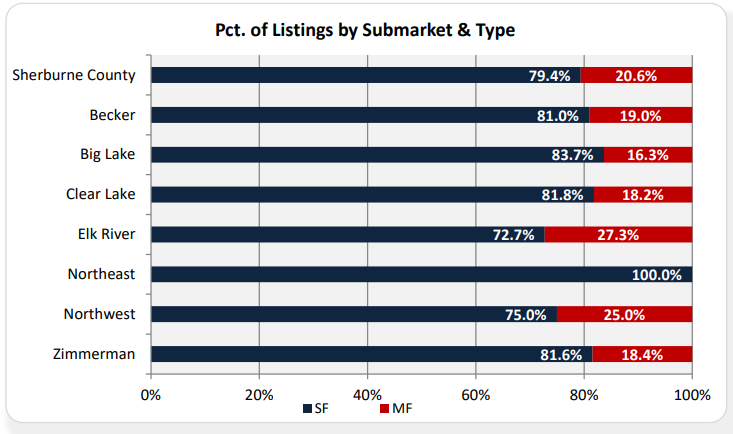 Pct. of Listings by Submarket & Type
Sherburne County 79.4% 20.6%
Becker 81.0% 19.0%
Big Lake 83.7% 16.3%
Clear Lake 81.8% 18.2%
Elk River 72.7% 27.3%
Northeast 100.0%
Northwest 75.0% 25.0%
Zimmerman 81.6% 18.4%
0% 20% 40% 60% 80% 100%
SF MF